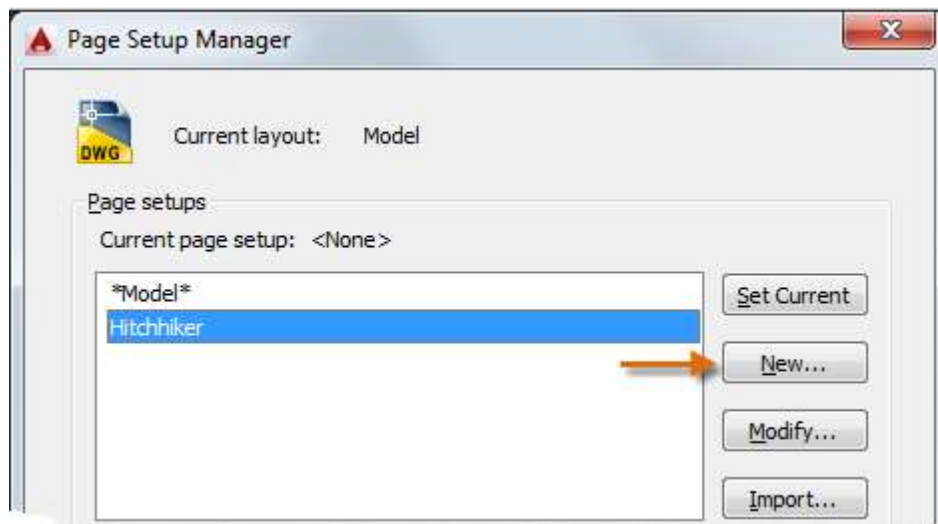 Page Setup Manager
DWG
Current layout: Model
Page setups
Current page setup: <None>
*Model*
Set Current
Hitchhiker
New...
Modify...
Import...